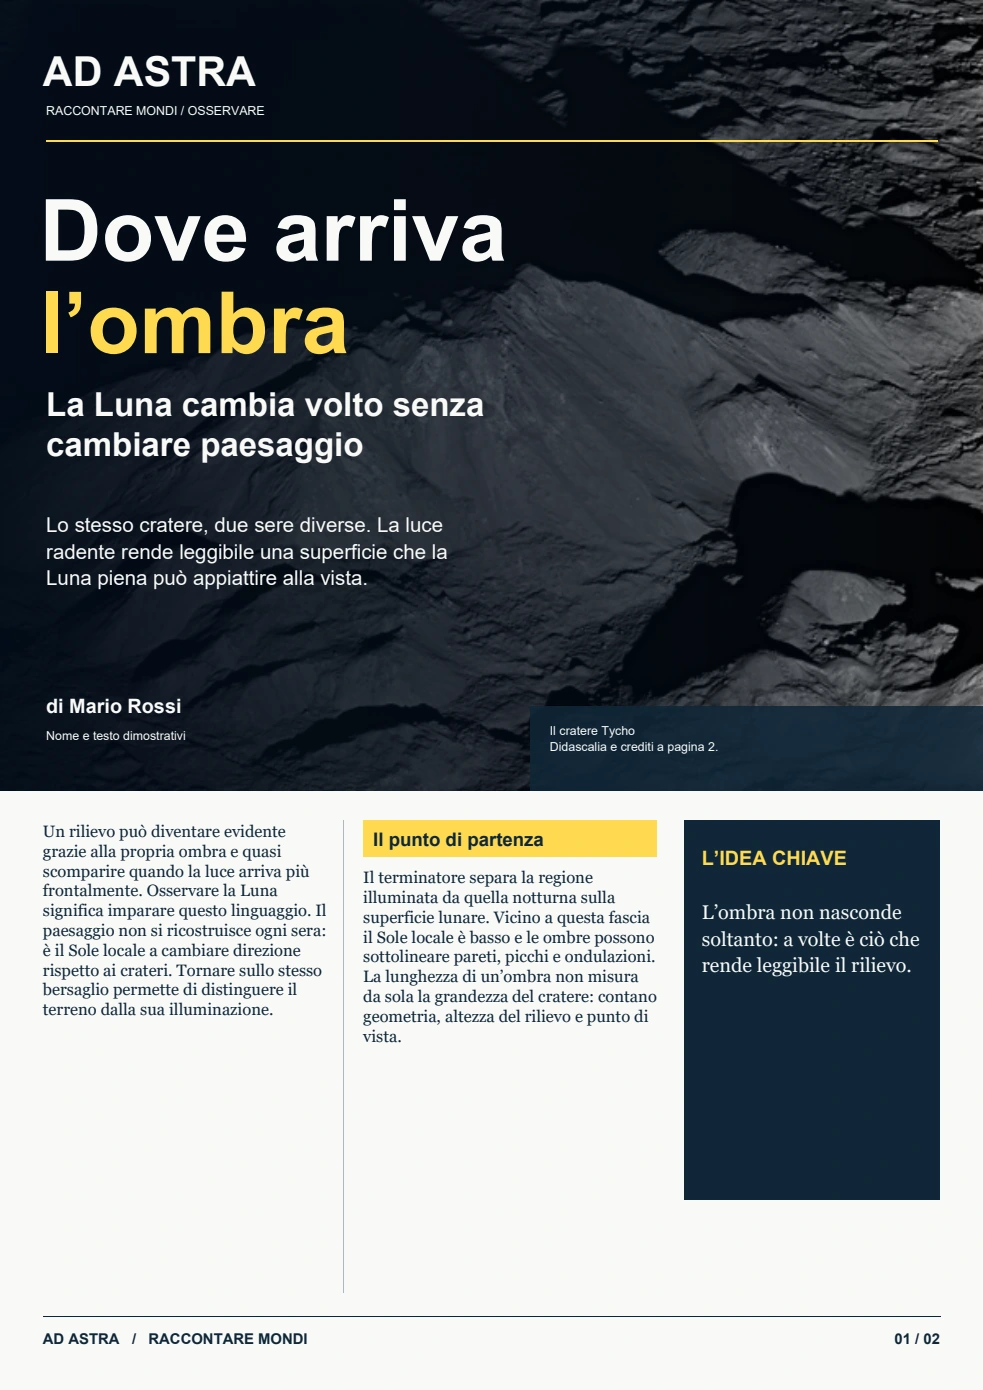 AD ASTRA
RACCONTARE MONDI / OSSERVARE
Dove arriva
l’ombra
La Luna cambia volto senza
cambiare paesaggio
Lo stesso cratere, due sere diverse. La luce
radente rende leggibile una superficie che la
Luna piena può appiattire alla vista.
di Mario Rossi
Nome e testo dimostrativi
Il cratere Tycho
Didascalia e crediti a pagina 2.
Un rilievo può diventare evidente
grazie alla propria ombra e quasi
scomparire quando la luce arriva più
frontalmente. Osservare la Luna
significa imparare questo linguaggio. Il
paesaggio non si ricostruisce ogni sera:
è il Sole locale a cambiare direzione
rispetto ai crateri. Tornare sullo stesso
bersaglio permette di distinguere il
terreno dalla sua illuminazione.
Il punto di partenza
Il terminatore separa la regione
illuminata da quella notturna sulla
superficie lunare. Vicino a questa fascia
il Sole locale è basso e le ombre possono
sottolineare pareti, picchi e ondulazioni.
La lunghezza di un’ombra non misura
da sola la grandezza del cratere: contano
geometria, altezza del rilievo e punto di
vista.
L’IDEA CHIAVE
L’ombra non nasconde
soltanto: a volte è ciò che
rende leggibile il rilievo.
AD ASTRA / RACCONTARE MONDI
01 / 02